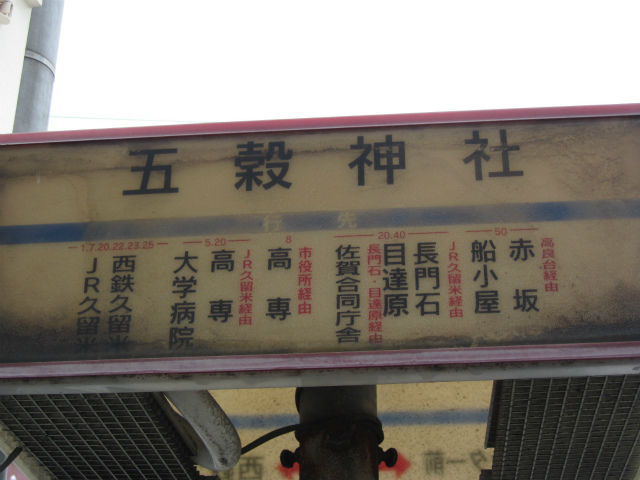 五穀神社
行先
高良台経由
50
赤坂
船小屋
JR久留米経由
20.40
長門石
目達原
長門石・目達原経由
佐賀合同庁舎
市役所経由
8
高専
JR久留米経由
5.20
高専
大学病院
1.7.20.22.23.25
西鉄久留米
JR久留米
ター前
西